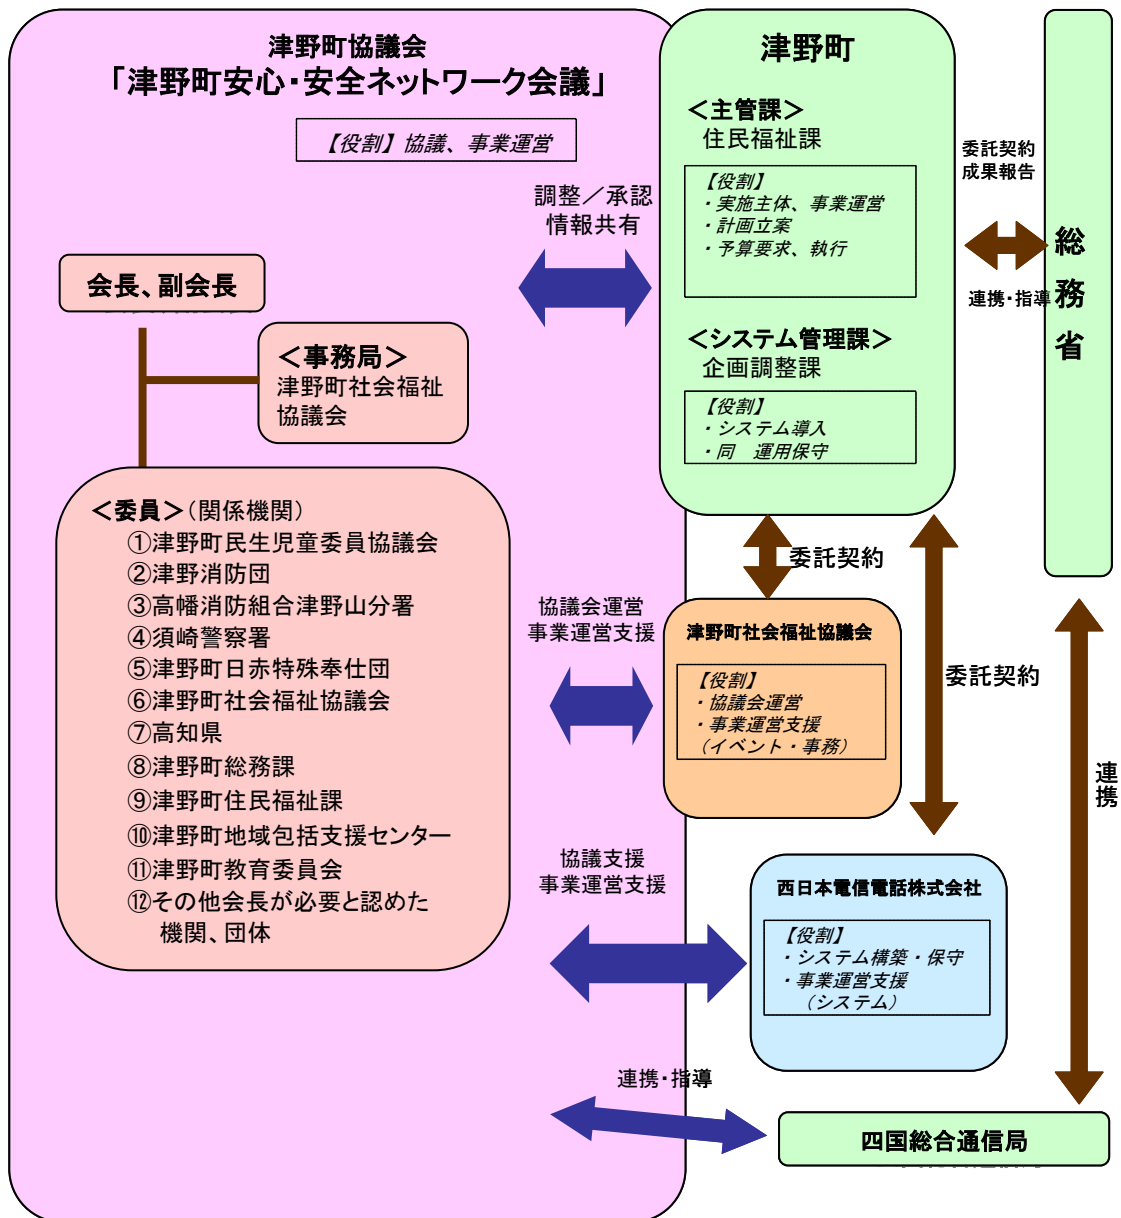 津野町協議会
「津野町安心・安全ネットワーク会議」
【役割】協議、事業運営
調整／承認
情報共有
会長、副会長
＜事務局＞
津野町社会福祉
協議会
＜委員＞（関係機関）
①津野町民生児童委員協議会
②津野消防団
③高幡消防組合津野山分署
④須崎警察署
⑤津野町日赤特殊奉仕団
⑥津野町社会福祉協議会
⑦高知県
⑧津野町総務課
⑨津野町住民福祉課
⑩津野町地域包括支援センター
⑪津野町教育委員会
⑫その他会長が必要と認めた
機関、団体
津野町
＜主管課＞
住民福祉課
【役割】
・実施主体、事業運営
・計画立案
・予算要求、執行
＜システム管理課＞
企画調整課
【役割】
・システム導入
・同　運用保守
委託契約
成果報告
連携・指導
総務省
委託契約
協議会運営
事業運営支援
津野町社会福祉協議会
【役割】
・協議会運営
・事業運営支援
（イベント・事務）
委託契約
連携
協議支援
事業運営支援
西日本電信電話株式会社
【役割】
・システム構築・保守
・事業運営支援
（システム）
連携・指導
四国総合通信局